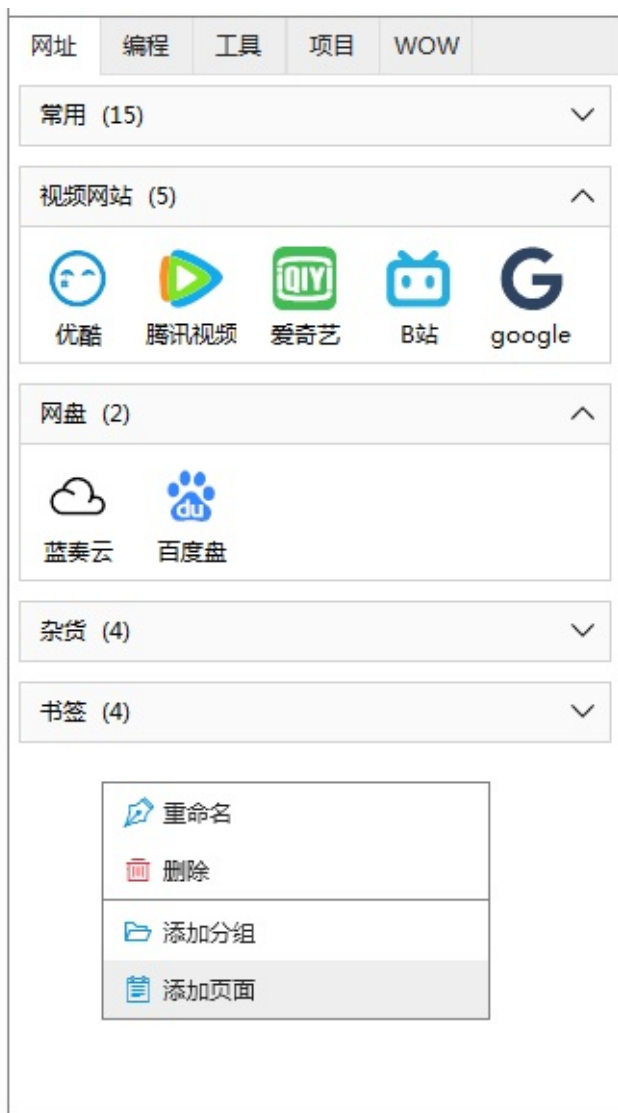 网址 编程 工具 项目 WOW
常用 (15)
视频网站 (5)
iQIYI
优酷 腾讯视频 爱奇艺 B站 google
网盘 (2)
du
蓝奏云 百度盘
杂货 (4)
书签 (4)
重命名
删除
添加分组
添加页面